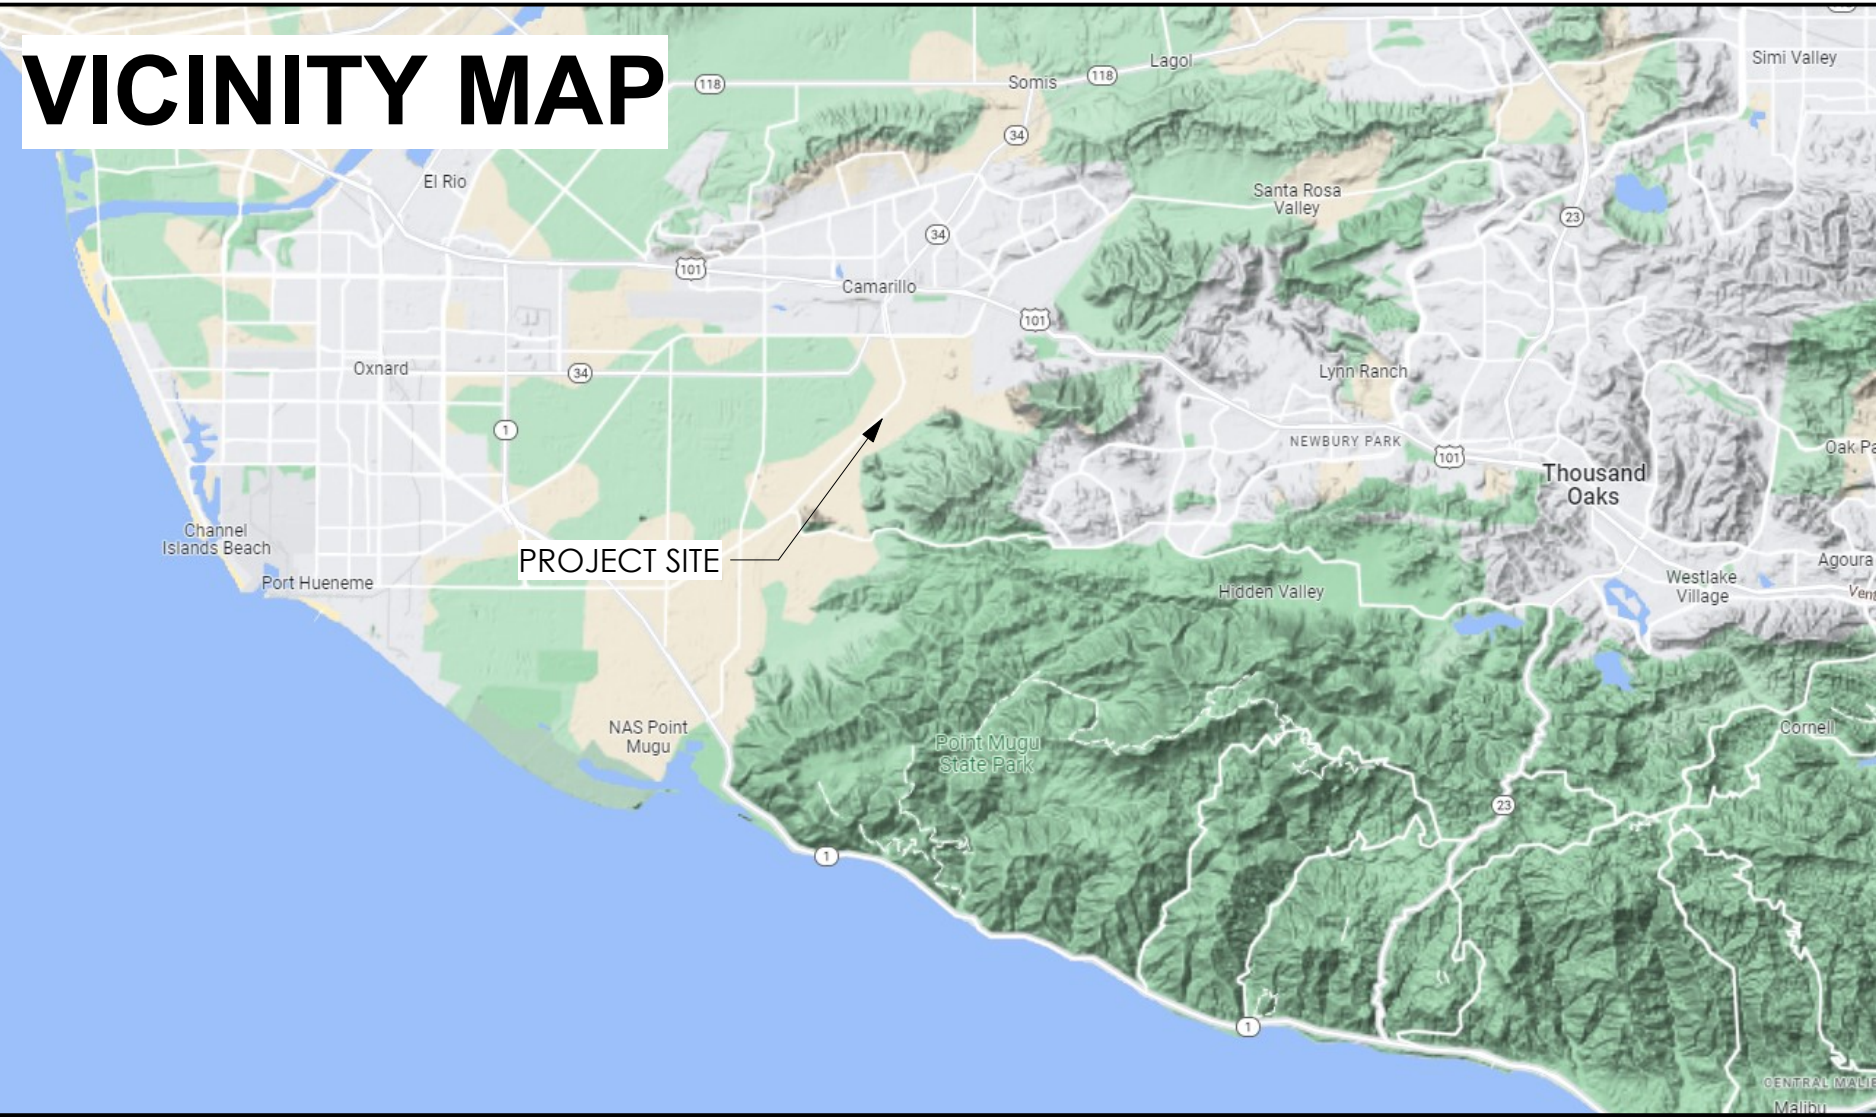 VICINITY MAP
118
Somis
118
Lagol
Simi Valley
34
El Rio
Santa Rosa
Valley
23
34
101
Camarillo
101
Oxnard
34
Lynn Ranch
1
NEWBURY PARK
101
Oak Pa
Thousand
Oaks
Channel
Islands Beach
PROJECT SITE
Port Hueneme
Hidden Valley
Westlake
Village
Agoura
Vent
NAS Point
Mugu
Point Mugu
State Park
Cornell
23
1
1
CENTRAL MALIB
Malibu